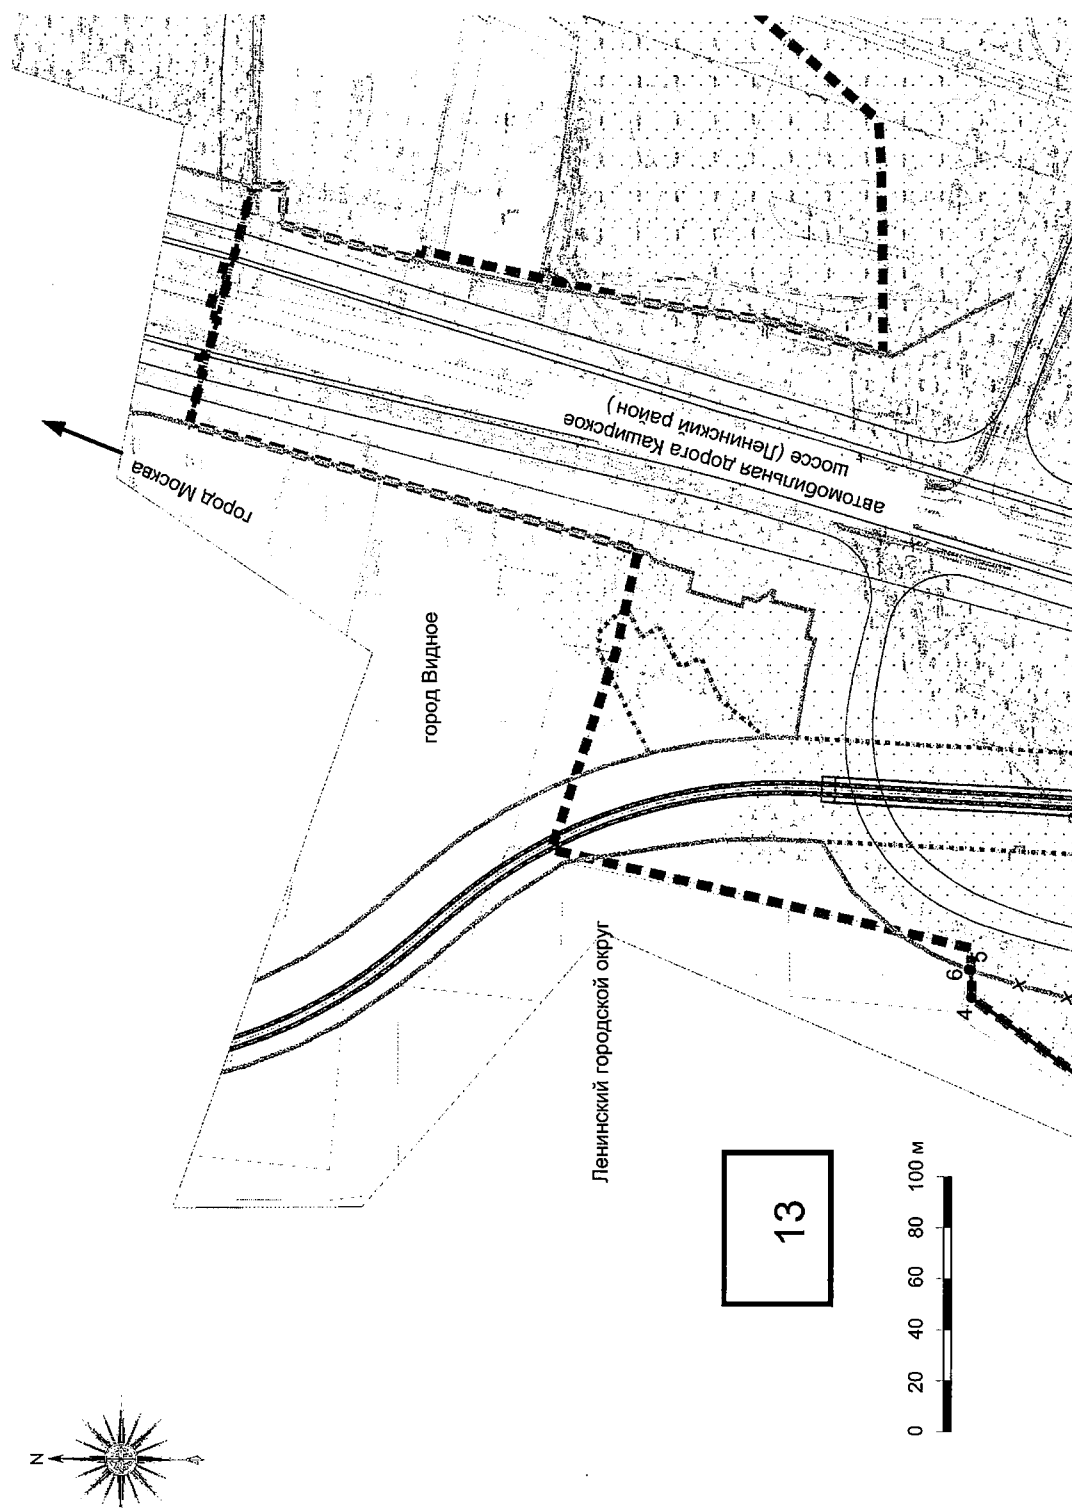 N
город Москва
город Видное
автомобильная дорога Каширское
шоссе (Ленинский район)
Ленинский городской округ
6
5
4
13
0 20 40 60 80 100 м